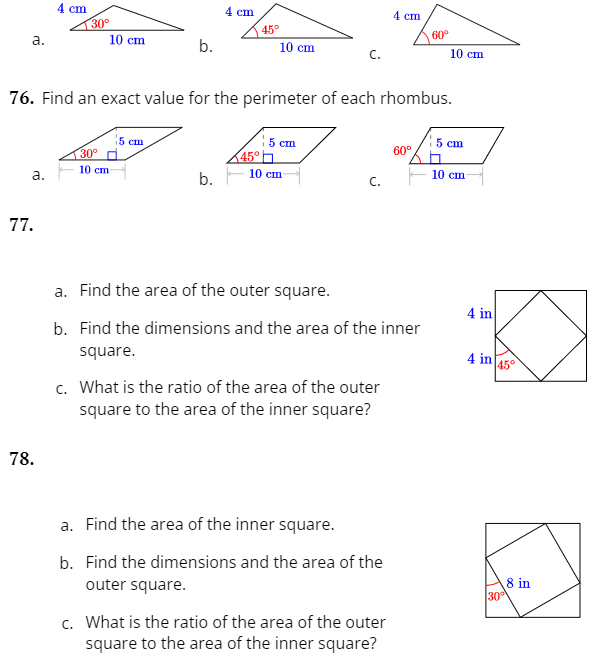 4 cm
30°
10 cm
a.
4 cm
45°
10 cm
b.
4 cm
60°
10 cm
c.
76. Find an exact value for the perimeter of each rhombus.
5 cm
30°
10 cm
a.
5 cm
45°
10 cm
b.
5 cm
60°
10 cm
c.
77.
a. Find the area of the outer square.
b. Find the dimensions and the area of the inner
square.
c. What is the ratio of the area of the outer
square to the area of the inner square?
4 in
4 in
45°
78.
a. Find the area of the inner square.
b. Find the dimensions and the area of the
outer square.
c. What is the ratio of the area of the outer
square to the area of the inner square?
8 in
30°